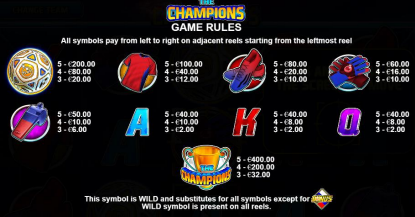 THE
CHAMPIONS
GAME RULES
All symbols pay from left to right on adjacent reels starting from the leftmost reel
5 - €200.00
4 - €80.00
3 - €20.00
5 - €100.00
4 - €40.00
3 - €12.00
5 - €80.00
4 - €20.00
3 - €10.00
5 - €60.00
4 - €16.00
3 - €10.00
5 - €50.00
4 - €10.00
3 - €6.00
A
5 - €40.00
4 - €10.00
3 - €2.00
K
5 - €40.00
4 - €8.00
3 - €2.00
Q
5 - €40.00
4 - €8.00
3 - €2.00
THE
CHAMPIONS
5 - €400.00
4 - €200.00
3 - €32.00
This symbol is WILD and substitutes for all symbols except for BONUS
WILD symbol is present on all reels.